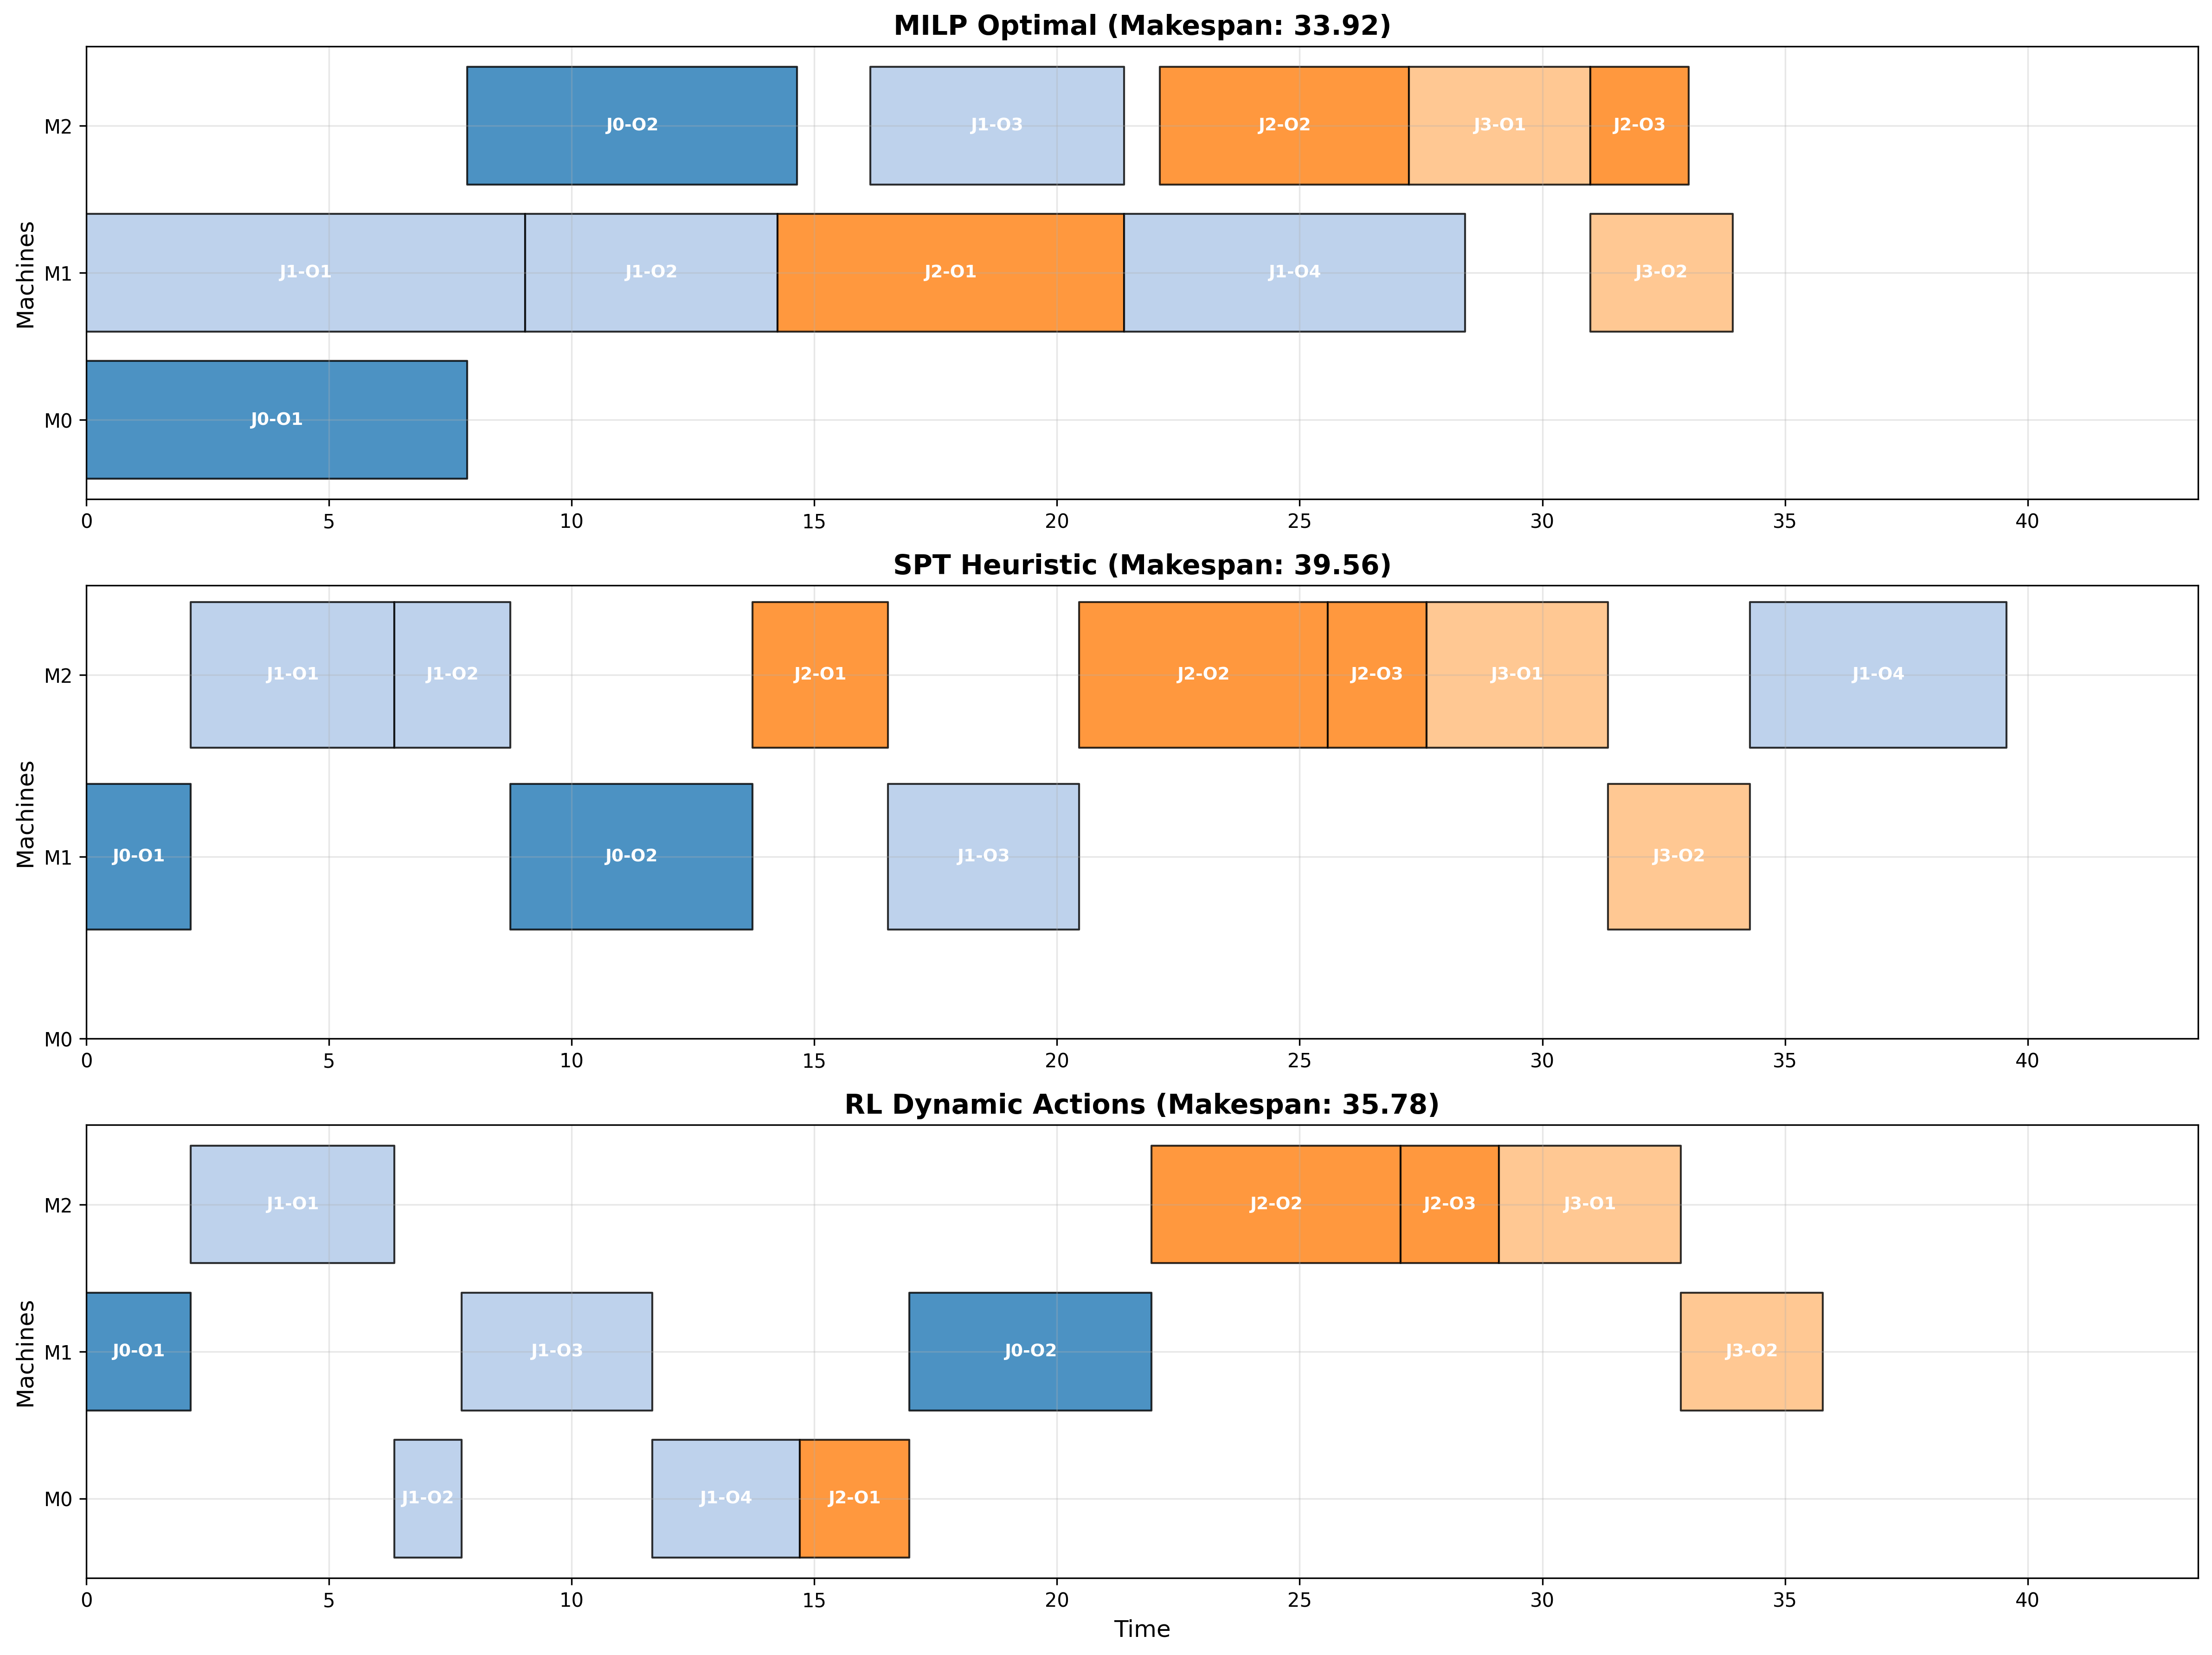 MILP Optimal (Makespan: 33.92)
M2
J0-O2 J1-O3 J2-O2 J3-O1 J2-O3
Machines
M1
J1-O1 J1-O2 J2-O1 J1-O4 J3-O2
M0
J0-O1
0 5 10 15 20 25 30 35 40
SPT Heuristic (Makespan: 39.56)
M2
J1-O1 J1-O2 J2-O1 J2-O2 J2-O3 J3-O1 J1-O4
Machines
M1
J0-O1 J0-O2 J1-O3 J3-O2
M0
0 5 10 15 20 25 30 35 40
RL Dynamic Actions (Makespan: 35.78)
M2
J1-O1 J2-O2 J2-O3 J3-O1
Machines
M1
J0-O1 J1-O3 J0-O2 J3-O2
M0
J1-O2 J1-O4 J2-O1
0 5 10 15 20 25 30 35 40
Time